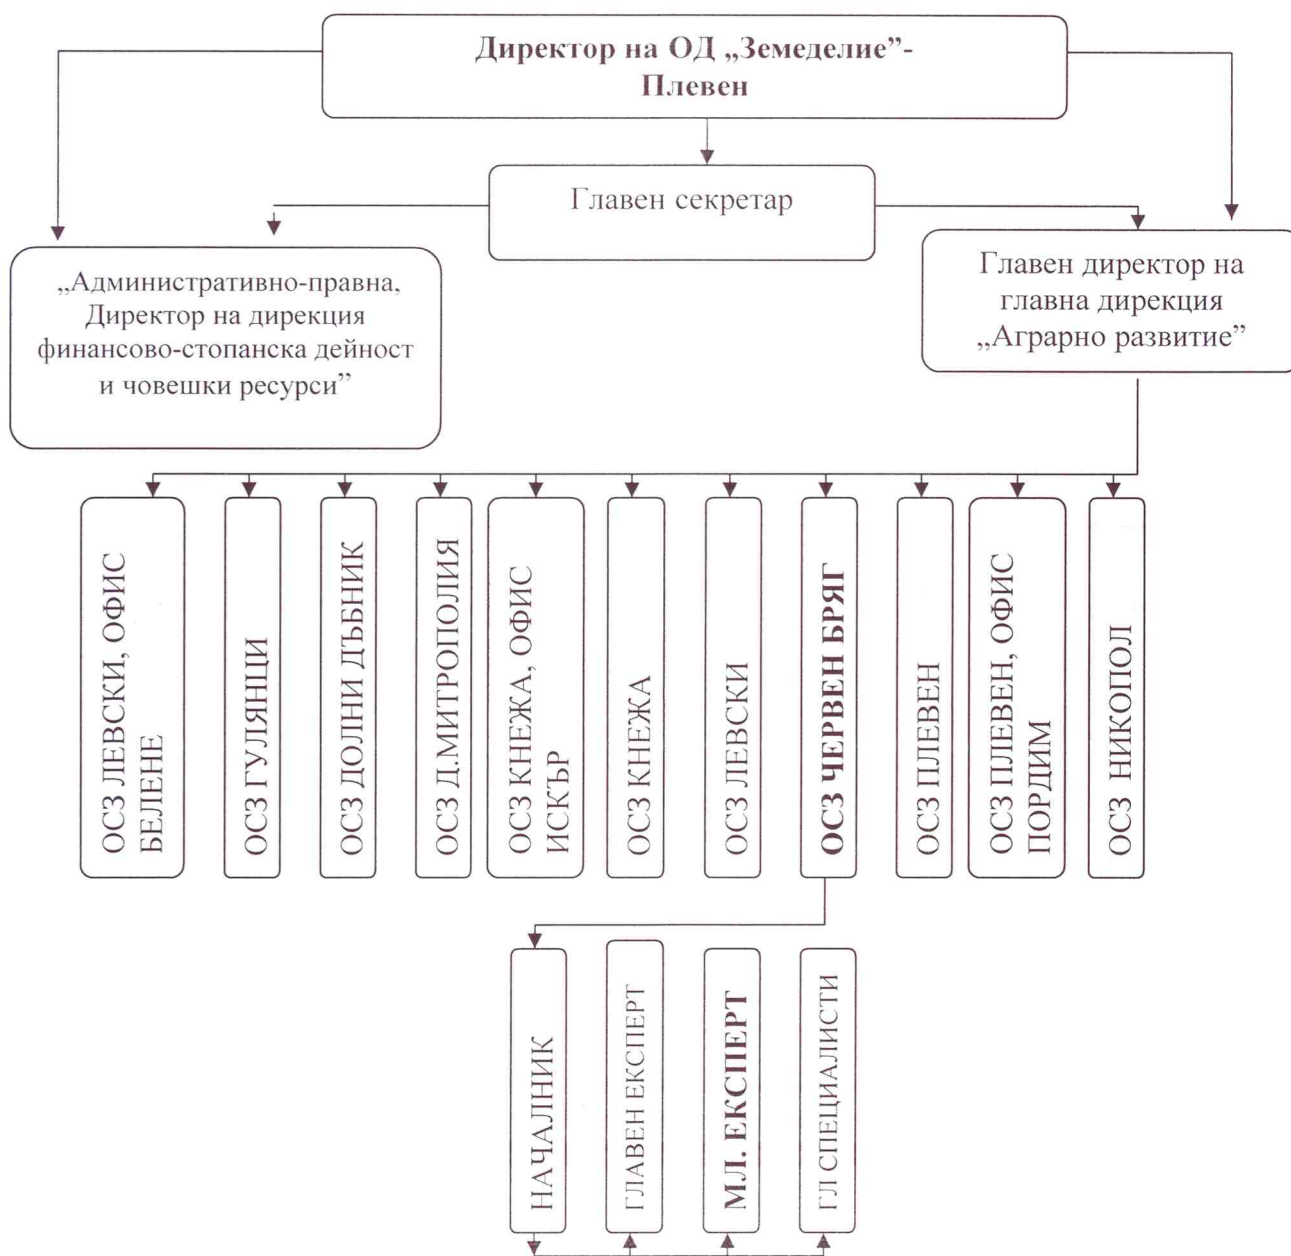 Директор на ОД „Земеделие”-
Плевен
Главен секретар
„Административно-правна,
Директор на дирекция
финансово-стопанска дейност
и човешки ресурси”
Главен директор на
главна дирекция
„Аграрно развитие”
ОСЗ ЛЕВСКИ, ОФИС
БЕЛЕНЕ
ОСЗ ГУЛЯНЦИ
ОСЗ ДОЛНИ ДЪБНИК
ОСЗ Д.МИТРОПОЛИЯ
ОСЗ КНЕЖА, ОФИС
ИСКЪР
ОСЗ КНЕЖА
ОСЗ ЛЕВСКИ
ОСЗ ЧЕРВЕН БРЯГ
ОСЗ ПЛЕВЕН
ОСЗ ПЛЕВЕН, ОФИС
ПОРДИМ
ОСЗ НИКОПОЛ
НАЧАЛНИК
ГЛАВЕН ЕКСПЕРТ
МЛ. ЕКСПЕРТ
ГЛ СПЕЦИАЛИСТИ